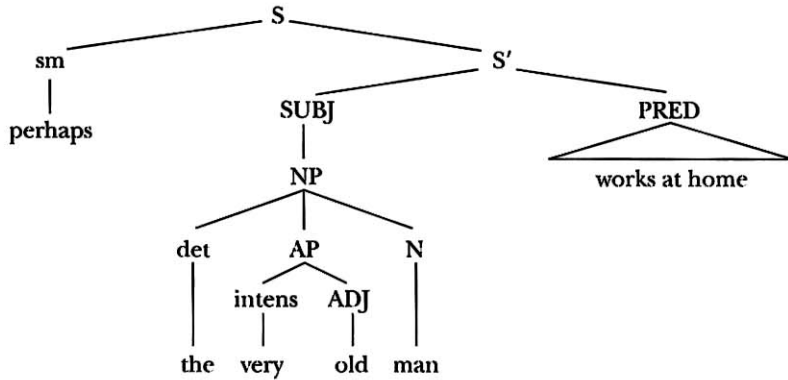 S
sm
S′
perhaps
SUBJ
PRED
NP
works at home
det AP N
intens ADJ
the very old man